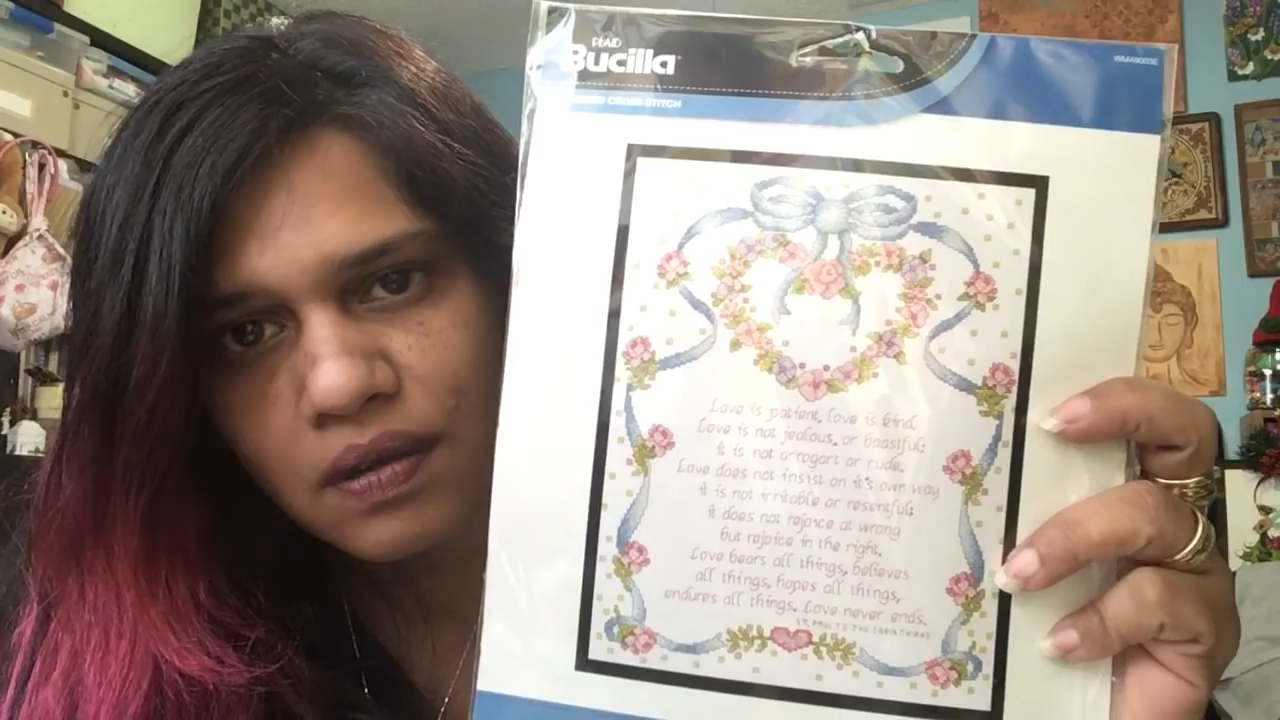 PLAID
Bucilla
CROSS STITCH
Love is patient, love is kind.
Love is not jealous, or boastful;
it is not arrogant or rude.
Love does not insist on it's own way
it is not irritable or resentful;
it does not rejoice at wrong
but rejoice in the right.
Love bears all things, believes
all things, hopes all things,
endures all things. Love never ends.
ST. PAUL TO THE CORINTHIANS